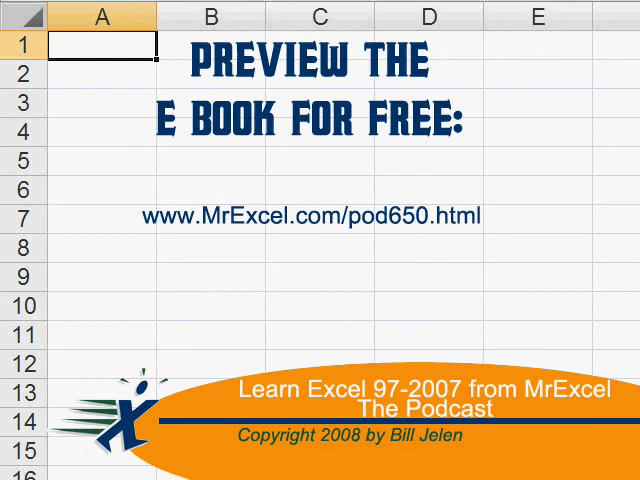 A B C D E
1
PREVIEW THE
2
3
E BOOK FOR FREE:
4
5
6
7 www.MrExcel.com/pod650.html
8
9
10
11
12
13 Learn Excel 97-2007 from MrExcel
The Podcast
14
Copyright 2008 by Bill Jelen
15
16